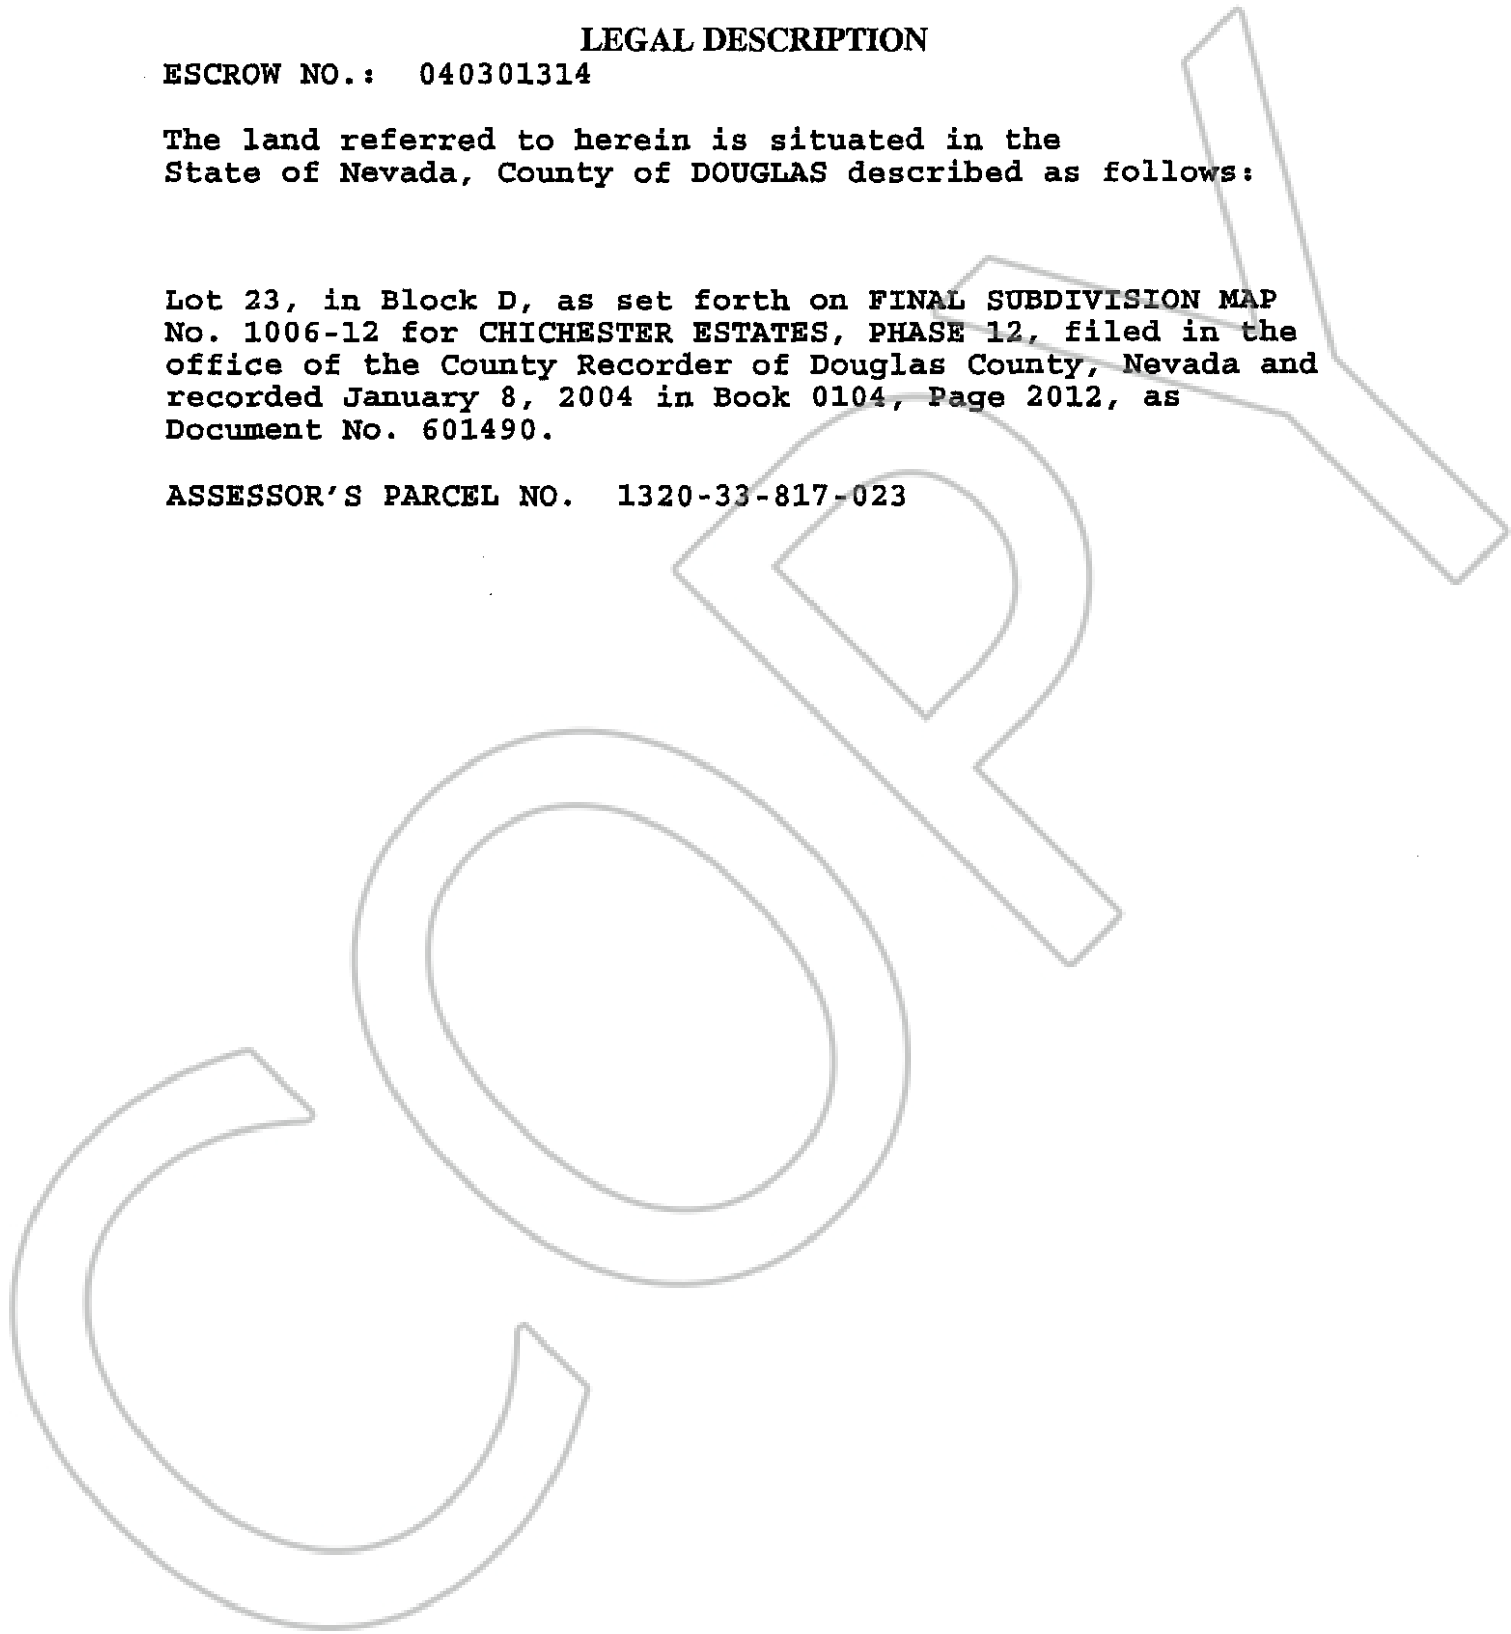 LEGAL DESCRIPTION
ESCROW NO.: 040301314
The land referred to herein is situated in the
State of Nevada, County of DOUGLAS described as follows:
Lot 23, in Block D, as set forth on FINAL SUBDIVISION MAP
No. 1006-12 for CHICHESTER ESTATES, PHASE 12, filed in the
office of the County Recorder of Douglas County, Nevada and
recorded January 8, 2004 in Book 0104, Page 2012, as
Document No. 601490.
ASSESSOR'S PARCEL NO. 1320-33-817-023
COPY